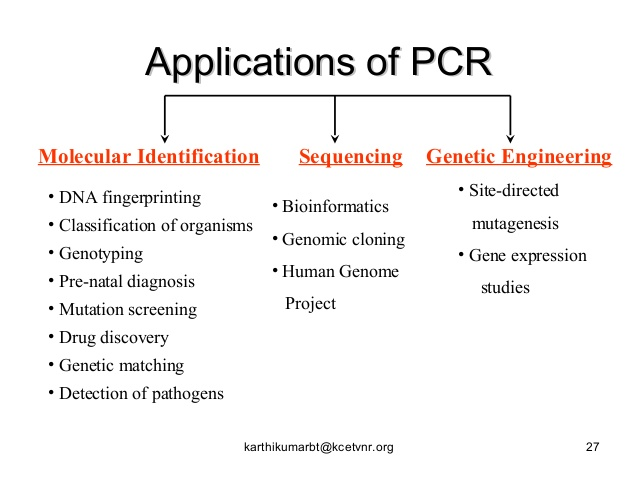 Applications of PCR
Molecular Identification
• DNA fingerprinting
• Classification of organisms
• Genotyping
• Pre-natal diagnosis
• Mutation screening
• Drug discovery
• Genetic matching
• Detection of pathogens
Sequencing
• Bioinformatics
• Genomic cloning
• Human Genome
Project
Genetic Engineering
• Site-directed
mutagenesis
• Gene expression
studies
karthikumarbt@kcetvnr.org
27